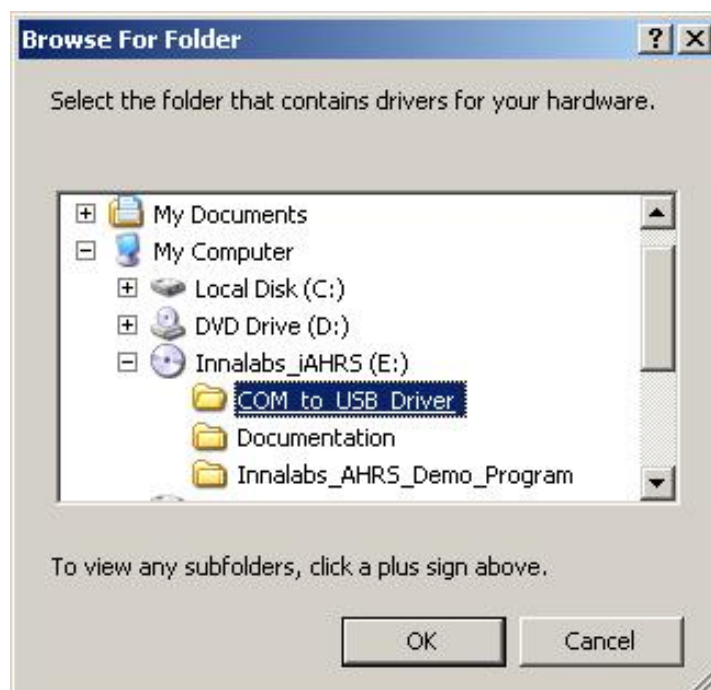 Browse For Folder
Select the folder that contains drivers for your hardware.
My Documents
My Computer
Local Disk (C:)
DVD Drive (D:)
Innalabs_iAHRS (E:)
COM_to_USB_Driver
Documentation
Innalabs_AHRS_Demo_Program
To view any subfolders, click a plus sign above.
OK
Cancel